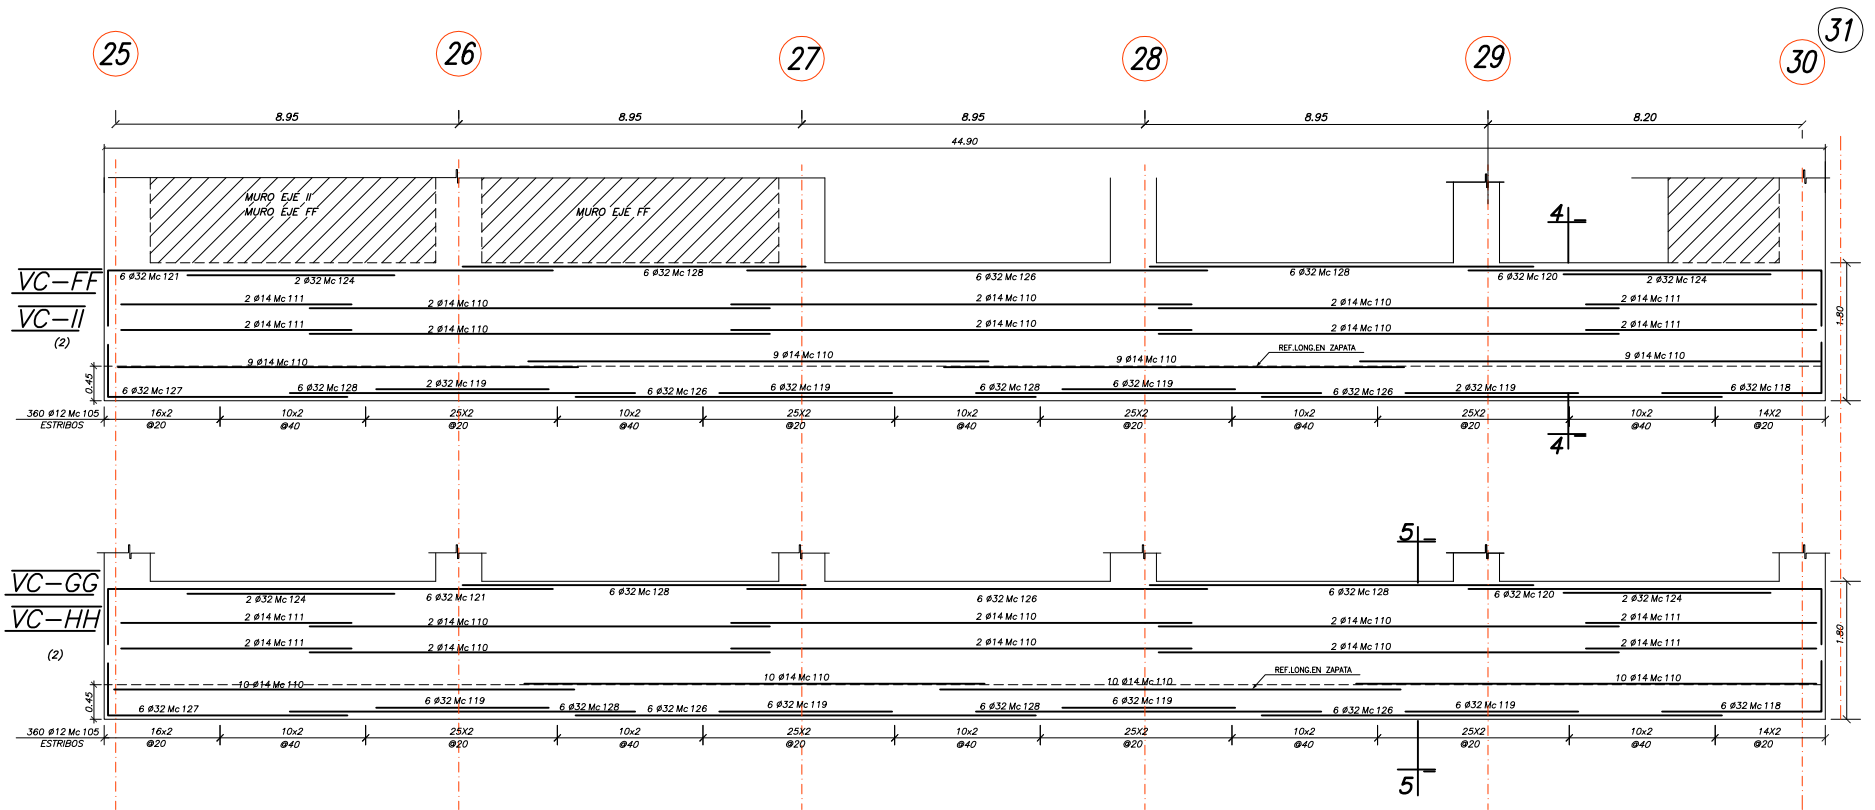 25 26 27 28 29 30 31
8.95 8.95 8.95 8.95 8.20
44.90
MURO EJE II
MURO EJE FF
MURO EJE FF
4
VC-FF
6 Ø32 Mc 121 2 Ø32 Mc 124 6 Ø32 Mc 128 6 Ø32 Mc 126 6 Ø32 Mc 128 6 Ø32 Mc 120 2 Ø32 Mc 124
VC-II
(2)
2 Ø14 Mc 111 2 Ø14 Mc 110 2 Ø14 Mc 110 2 Ø14 Mc 110 2 Ø14 Mc 111
2 Ø14 Mc 111 2 Ø14 Mc 110 2 Ø14 Mc 110 2 Ø14 Mc 110 2 Ø14 Mc 111
1.80
REF.LONG.EN ZAPATA
9 Ø14 Mc 110 9 Ø14 Mc 110 9 Ø14 Mc 110 9 Ø14 Mc 110
0.45
6 Ø32 Mc 127 6 Ø32 Mc 128 2 Ø32 Mc 119 6 Ø32 Mc 126 6 Ø32 Mc 119 6 Ø32 Mc 128 6 Ø32 Mc 119 6 Ø32 Mc 126 2 Ø32 Mc 119 6 Ø32 Mc 118
360 Ø12 Mc 105 16x2 10x2 25X2 10x2 25X2 10x2 25X2 10x2 25X2 10x2 14X2
ESTRIBOS @20 @40 @20 @40 @20 @40 @20 @40 @20 @40 @20
4
5
VC-GG
2 Ø32 Mc 124 6 Ø32 Mc 121 6 Ø32 Mc 128 6 Ø32 Mc 126 6 Ø32 Mc 128 6 Ø32 Mc 120 2 Ø32 Mc 124
VC-HH
(2)
2 Ø14 Mc 111 2 Ø14 Mc 110 2 Ø14 Mc 110 2 Ø14 Mc 110 2 Ø14 Mc 111
2 Ø14 Mc 111 2 Ø14 Mc 110 2 Ø14 Mc 110 2 Ø14 Mc 110 2 Ø14 Mc 111
1.80
REF.LONG.EN ZAPATA
10 Ø14 Mc 110 10 Ø14 Mc 110 10 Ø14 Mc 110 10 Ø14 Mc 110
0.45
6 Ø32 Mc 127 6 Ø32 Mc 119 6 Ø32 Mc 128 6 Ø32 Mc 126 6 Ø32 Mc 119 6 Ø32 Mc 128 6 Ø32 Mc 119 6 Ø32 Mc 126 6 Ø32 Mc 119 6 Ø32 Mc 118
360 Ø12 Mc 105 16x2 10x2 25X2 10x2 25X2 10x2 25X2 10x2 25X2 10x2 14X2
ESTRIBOS @20 @40 @20 @40 @20 @40 @20 @40 @20 @40 @20
5